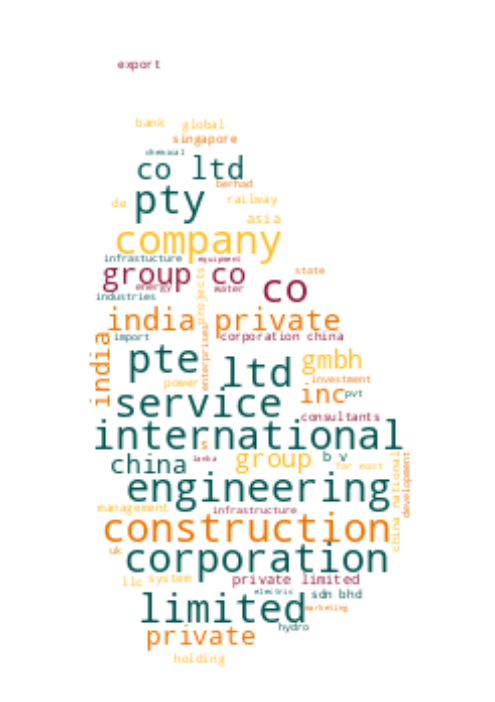 export
bank global
singapore
chemical
co ltd
berhad
pty
de railway
asia
company
infrastucture equipment
group co
state
energy water
co
industries
projects
india private
import corporation china
enterprises
india
pte ltd
gmbh
power investment
service
inc pvt
consultants
international
s
china lanka group b v
far east
engineering
china national
development
management infrastructure
construction
uk corporation
llc system private limited
electric sdn bhd
limited marketing
hydro
private
holding